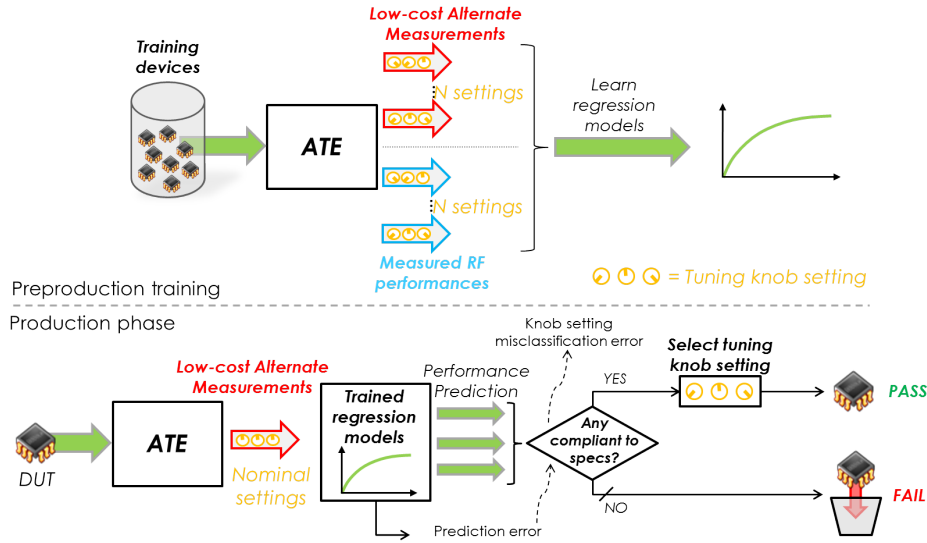 Low-cost Alternate
Measurements
Training
devices
N settings
Learn
regression
models
ATE
N settings
Measured RF
performances
= Tuning knob setting
Preproduction training
Production phase
Knob setting
misclassification error
Select tuning
knob setting
Low-cost Alternate
Measurements
Performance
Prediction
YES
PASS
Trained
regression
models
ATE
Any
compliant to
specs?
DUT
Nominal
settings
FAIL
NO
Prediction error